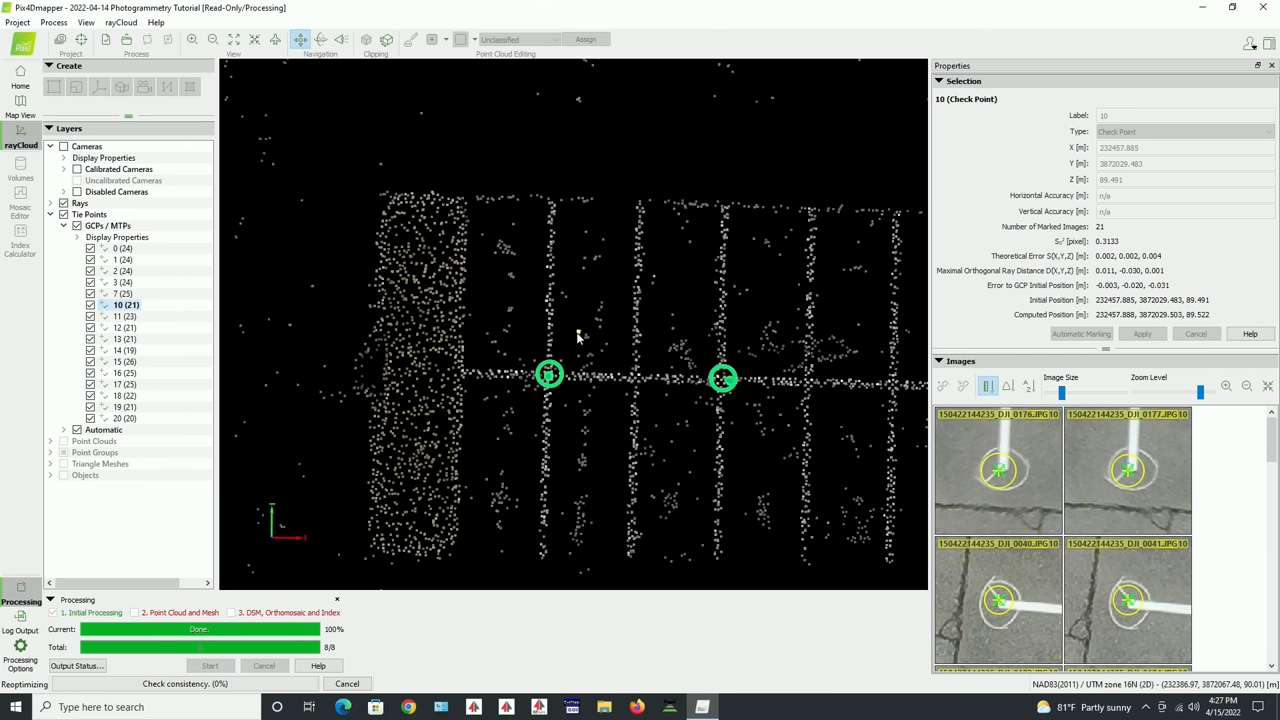 Pix4Dmapper - 2022-04-14 Photogrammetry Tutorial [Read-Only/Processing]
Project Process View rayCloud Help
Project Process View Navigation Clipping Point Cloud Editing
Unclassified Assign
Home
Map View
rayCloud
Volumes
Mosaic Editor
Index Calculator
Create
Layers
Cameras
Display Properties
Calibrated Cameras
Uncalibrated Cameras
Disabled Cameras
Rays
Tie Points
GCPs / MTPs
Display Properties
0 (24)
1 (24)
2 (24)
3 (24)
7 (25)
10 (21)
11 (23)
12 (21)
13 (21)
14 (19)
15 (26)
16 (25)
17 (25)
18 (22)
19 (21)
20 (20)
Automatic
Point Clouds
Point Groups
Triangle Meshes
Objects
Properties
Selection
10 (Check Point)
Label: 10
Type: Check Point
X [m]: 232457.885
Y [m]: 3872029.483
Z [m]: 89.491
Horizontal Accuracy [m]: n/a
Vertical Accuracy [m]: n/a
Number of Marked Images: 21
S₀² [pixel]: 0.3133
Theoretical Error S(X,Y,Z) [m]: 0.002, 0.002, 0.004
Maximal Orthogonal Ray Distance D(X,Y,Z) [m]: 0.011, -0.030, 0.001
Error to GCP Initial Position [m]: -0.003, -0.020, -0.031
Initial Position [m]: 232457.885, 3872029.483, 89.491
Computed Position [m]: 232457.888, 3872029.503, 89.522
Automatic Marking Apply Cancel Help
Images
Image Size Zoom Level
150422144235_DJI_0176.JPG 10
150422144235_DJI_0177.JPG 10
150422144235_DJI_0040.JPG 10
150422144235_DJI_0041.JPG 10
Processing
Processing
1. Initial Processing 2. Point Cloud and Mesh 3. DSM, Orthomosaic and Index
Log Output
Current: Done. 100%
Total: 8/8
Processing Options
Output Status... Start Cancel Help
Reoptimizing Check consistency. (0%) Cancel
NAD83(2011) / UTM zone 16N (2D) - (232386.97, 3872067.48, 90.01) [m]
Type here to search
81°F Partly sunny
4:27 PM
4/15/2022